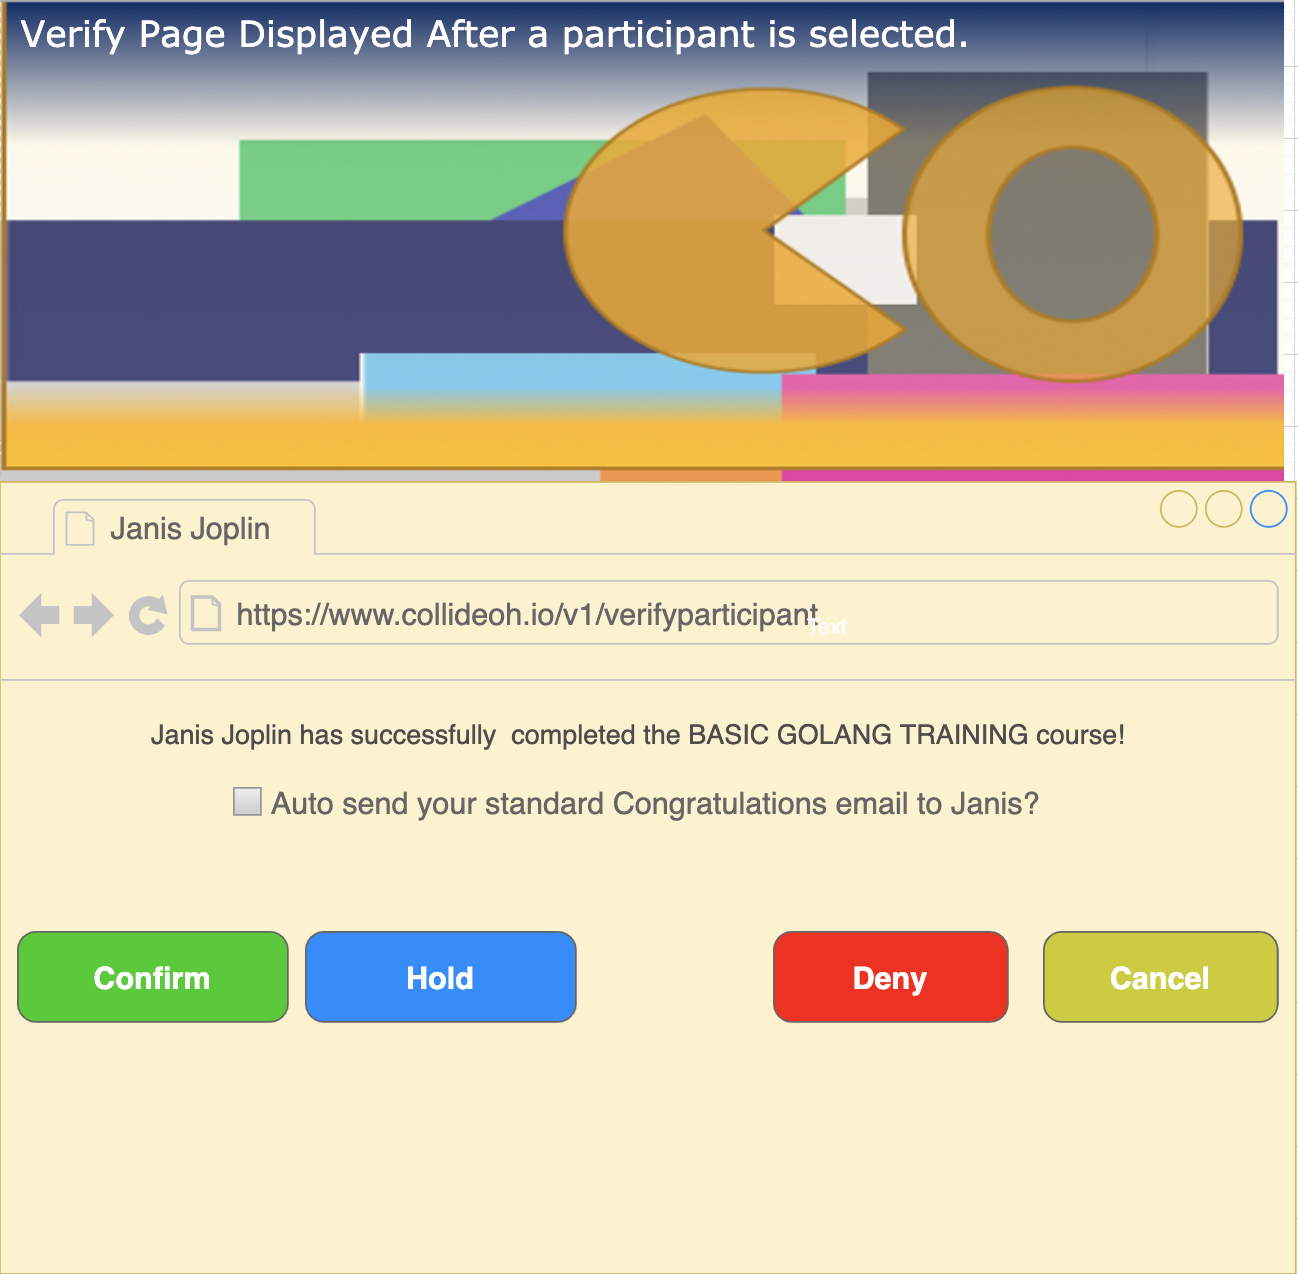 Verify Page Displayed After a participant is selected.
Janis Joplin
https://www.collideoh.io/v1/verifyparticipant
Text
Janis Joplin has successfully  completed the BASIC GOLANG TRAINING course!
Auto send your standard Congratulations email to Janis?
Confirm
Hold
Deny
Cancel